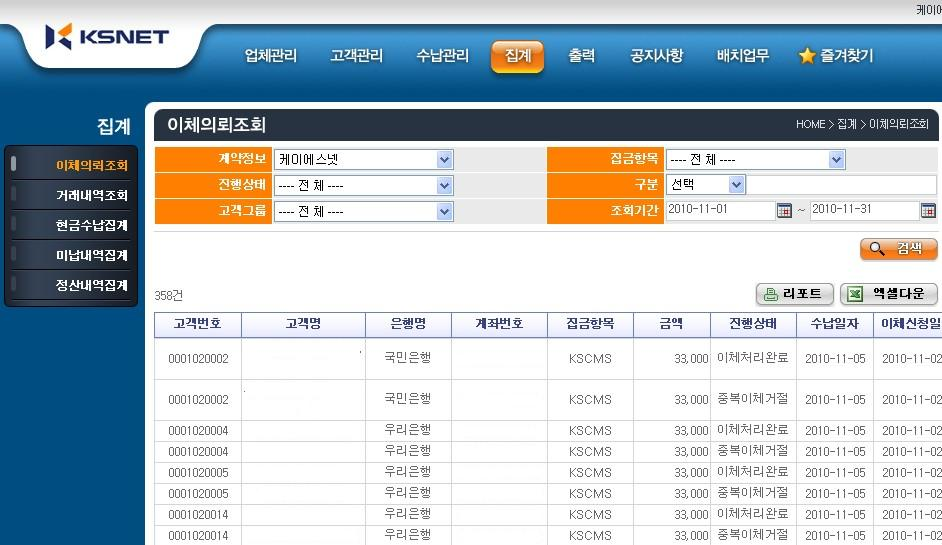 케이에
KSNET
업체관리 고객관리 수납관리 집계 출력 공지사항 배치업무 즐겨찾기
집계
이체의뢰조회
거래내역조회
현금수납집계
미납내역집계
정산내역집계
이체의뢰조회 HOME > 집계 > 이체의뢰조회
계약정보 케이에스넷 집금항목 ---- 전 체 ----
진행상태 ---- 전 체 ---- 구분 선택
고객그룹 ---- 전 체 ---- 조회기간 2010-11-01 ~ 2010-11-31
검색
358건 리포트 엑셀다운
고객번호 고객명 은행명 계좌번호 집금항목 금액 진행상태 수납일자 이체신청일
0001020002 국민은행 KSCMS 33,000 이체처리완료 2010-11-05 2010-11-02
0001020002 국민은행 KSCMS 33,000 중복이체거절 2010-11-05 2010-11-02
0001020004 우리은행 KSCMS 33,000 이체처리완료 2010-11-05 2010-11-02
0001020004 우리은행 KSCMS 33,000 중복이체거절 2010-11-05 2010-11-02
0001020005 우리은행 KSCMS 33,000 이체처리완료 2010-11-05 2010-11-02
0001020005 우리은행 KSCMS 33,000 중복이체거절 2010-11-05 2010-11-02
0001020014 우리은행 KSCMS 33,000 이체처리완료 2010-11-05 2010-11-02
0001020014 우리은행 KSCMS 33,000 중복이체거절 2010-11-05 2010-11-02